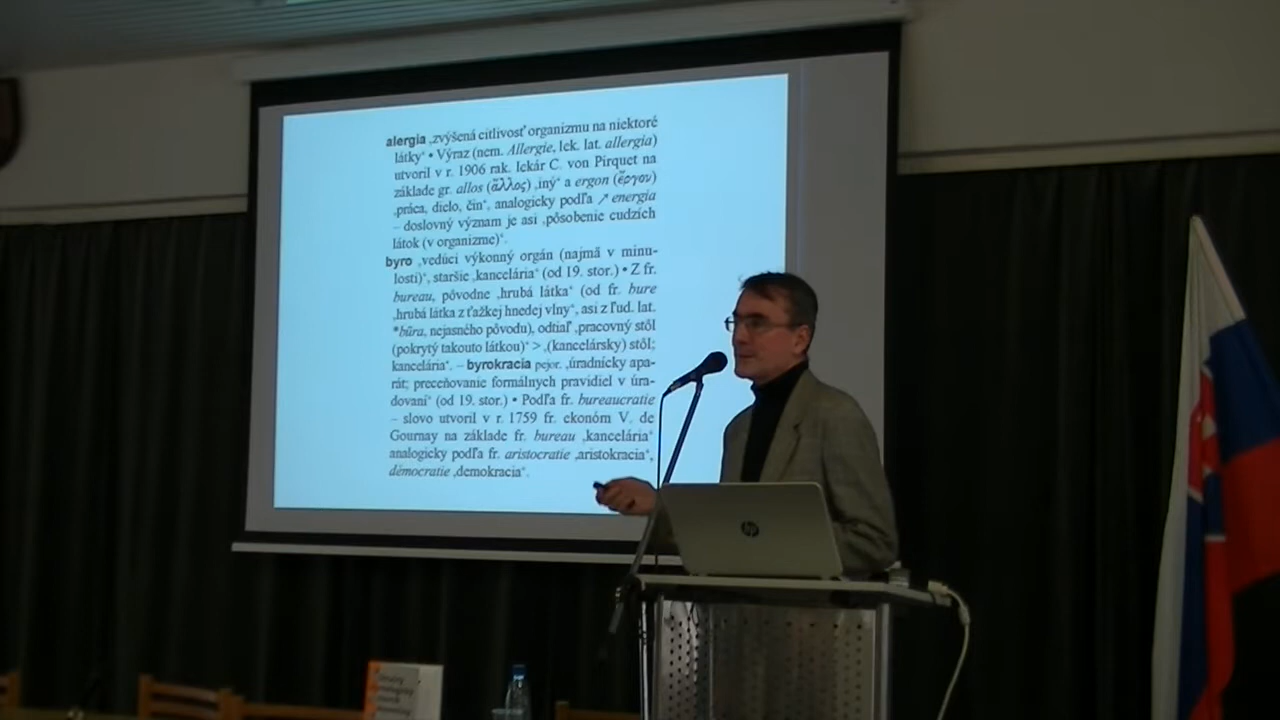 alergia ‚zvýšená citlivosť organizmu na niektoré
látky‘ • Výraz (nem. Allergie, lek. lat. allergia)
utvoril v r. 1906 rak. lekár C. von Pirquet na
základe gr. allos (ἄλλος) ‚iný‘ a ergon (ἔργον)
‚práca, dielo, čin‘, analogicky podľa ↗ energia
– doslovný význam je asi ‚pôsobenie cudzích
látok (v organizme)‘.
byro ‚vedúci výkonný orgán (najmä v minu-
losti)‘, staršie ‚kancelária‘ (od 19. stor.) • Z fr.
bureau, pôvodne ‚hrubá látka‘ (od fr. bure
‚hrubá látka z ťažkej hnedej vlny‘, asi z ľud. lat.
*būra, nejasného pôvodu), odtiaľ ‚pracovný stôl
(pokrytý takouto látkou)‘ > ‚(kancelársky) stôl;
kancelária‘. – byrokracia pejor. ‚úradnícky apa-
rát; preceňovanie formálnych pravidiel v úra-
dovaní‘ (od 19. stor.) • Podľa fr. bureaucratie
– slovo utvoril v r. 1759 fr. ekonóm V. de
Gournay na základe fr. bureau ‚kancelária‘
analogicky podľa fr. aristocratie ‚aristokracia‘,
démocratie ‚demokracia‘.
hp